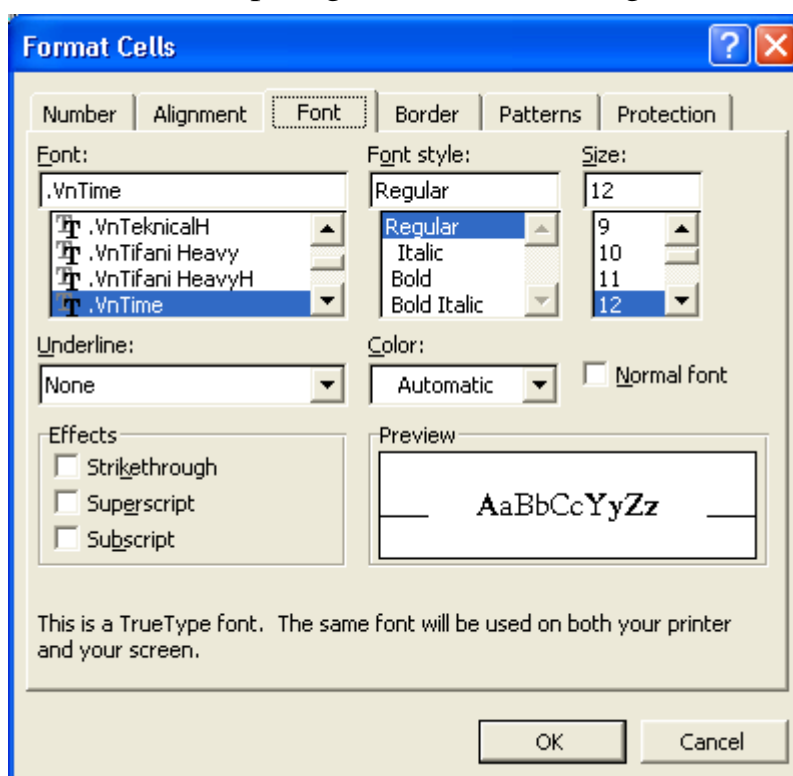 Format Cells
Number Alignment Font Border Patterns Protection
Font: Font style: Size:
.VnTime Regular 12
.VnTeknicalH Regular 9
.VnTifani Heavy Italic 10
.VnTifani HeavyH Bold 11
.VnTime Bold Italic 12
Underline: Color:
None Automatic Normal font
Effects Preview
Strikethrough
Superscript AaBbCcYyZz
Subscript
This is a TrueType font. The same font will be used on both your printer
and your screen.
OK Cancel